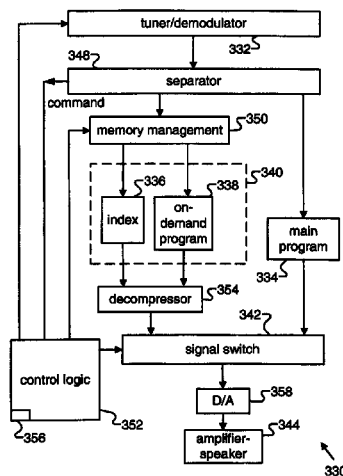 tuner/demodulator
332
348
separator
command
memory management
350
340
336
338
index
on-
demand
program
main
program
334
decompressor
354
342
signal switch
control logic
356
352
D/A
358
amplifier-
speaker
344
330